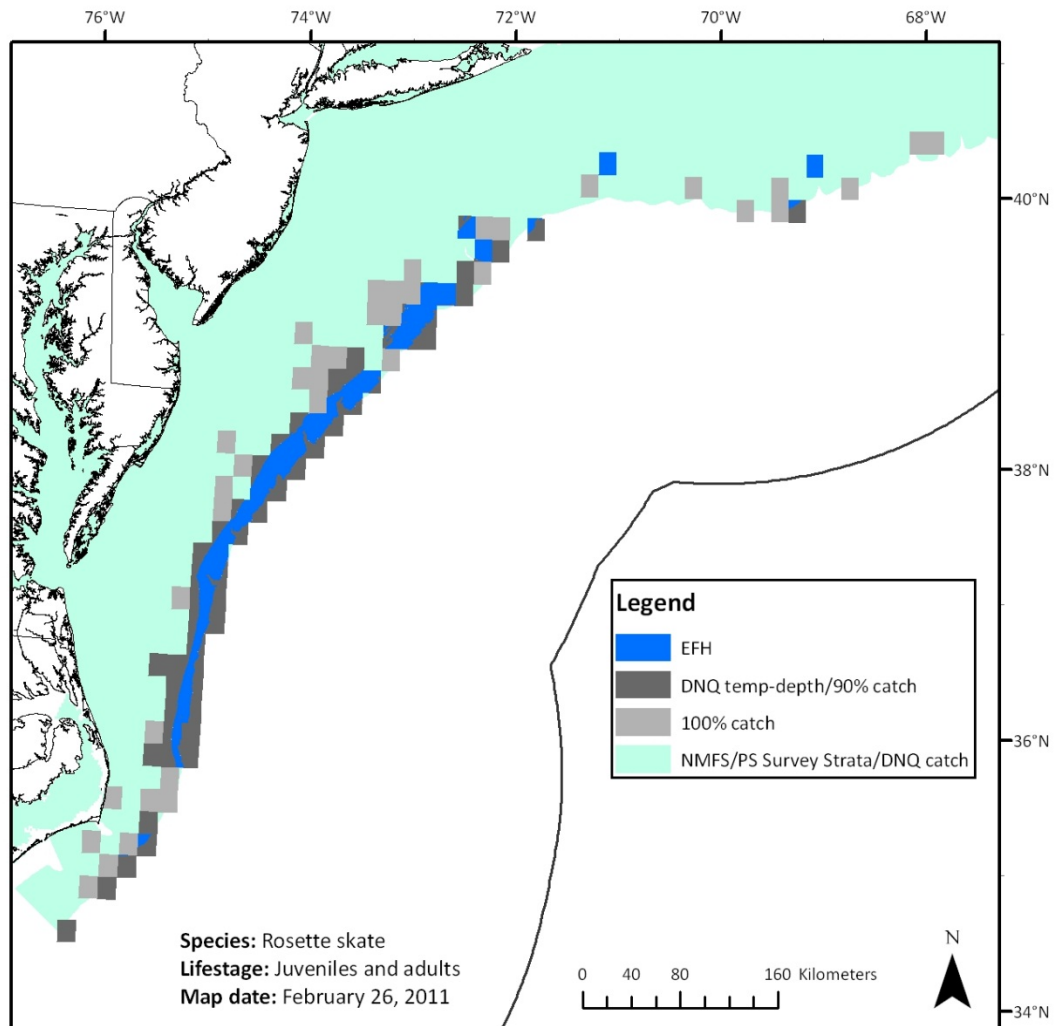 76°W 74°W 72°W 70°W 68°W
40°N
38°N
36°N
34°N
Legend
EFH
DNQ temp-depth/90% catch
100% catch
NMFS/PS Survey Strata/DNQ catch
Species: Rosette skate
Lifestage: Juveniles and adults
Map date: February 26, 2011
0 40 80 160 Kilometers
N